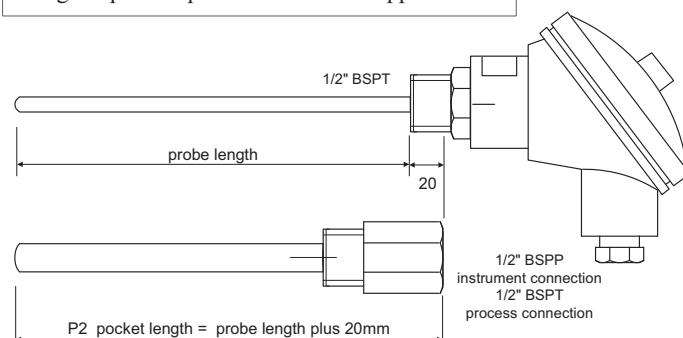 1/2" BSPT
probe length
20
1/2" BSPP
instrument connection
1/2" BSPT
process connection
P2 pocket length = probe length plus 20mm